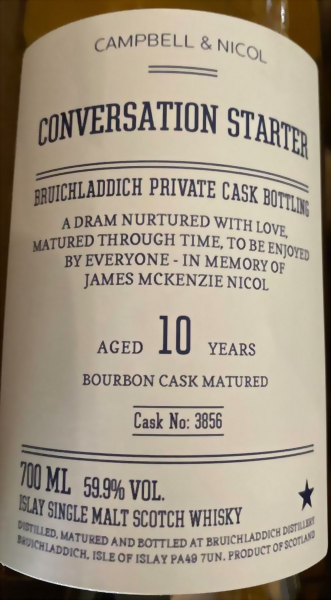 CAMPBELL & NICOL
CONVERSATION STARTER
BRUICHLADDICH PRIVATE CASK BOTTLING
A DRAM NURTURED WITH LOVE,
MATURED THROUGH TIME, TO BE ENJOYED
BY EVERYONE - IN MEMORY OF
JAMES MCKENZIE NICOL
AGED 10 YEARS
BOURBON CASK MATURED
Cask No: 3856
700 ML 59.9% VOL.
ISLAY SINGLE MALT SCOTCH WHISKY
DISTILLED, MATURED AND BOTTLED AT BRUICHLADDICH DISTILLERY
BRUICHLADDICH, ISLE OF ISLAY PA49 7UN. PRODUCT OF SCOTLAND